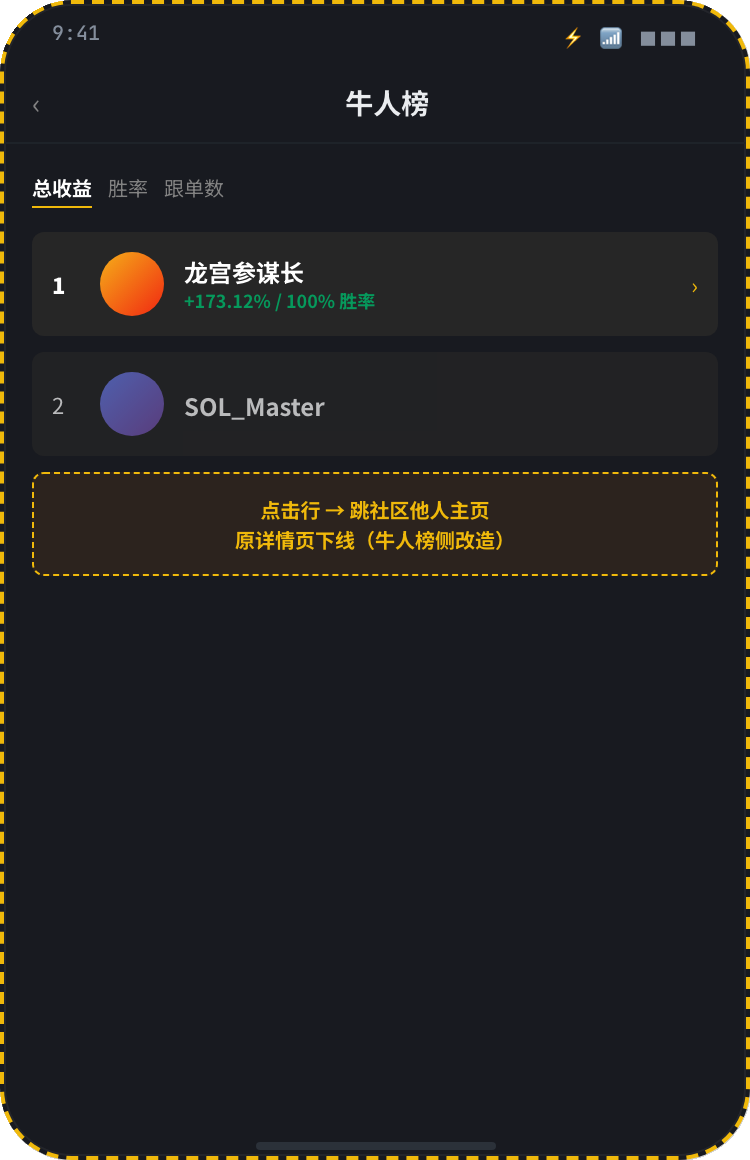 9:41
‹ 牛人榜
总收益 胜率 跟单数
1 龙宫参谋长 ›
+173.12% / 100% 胜率
2 SOL_Master
点击行 → 跳社区他人主页
原详情页下线（牛人榜侧改造）